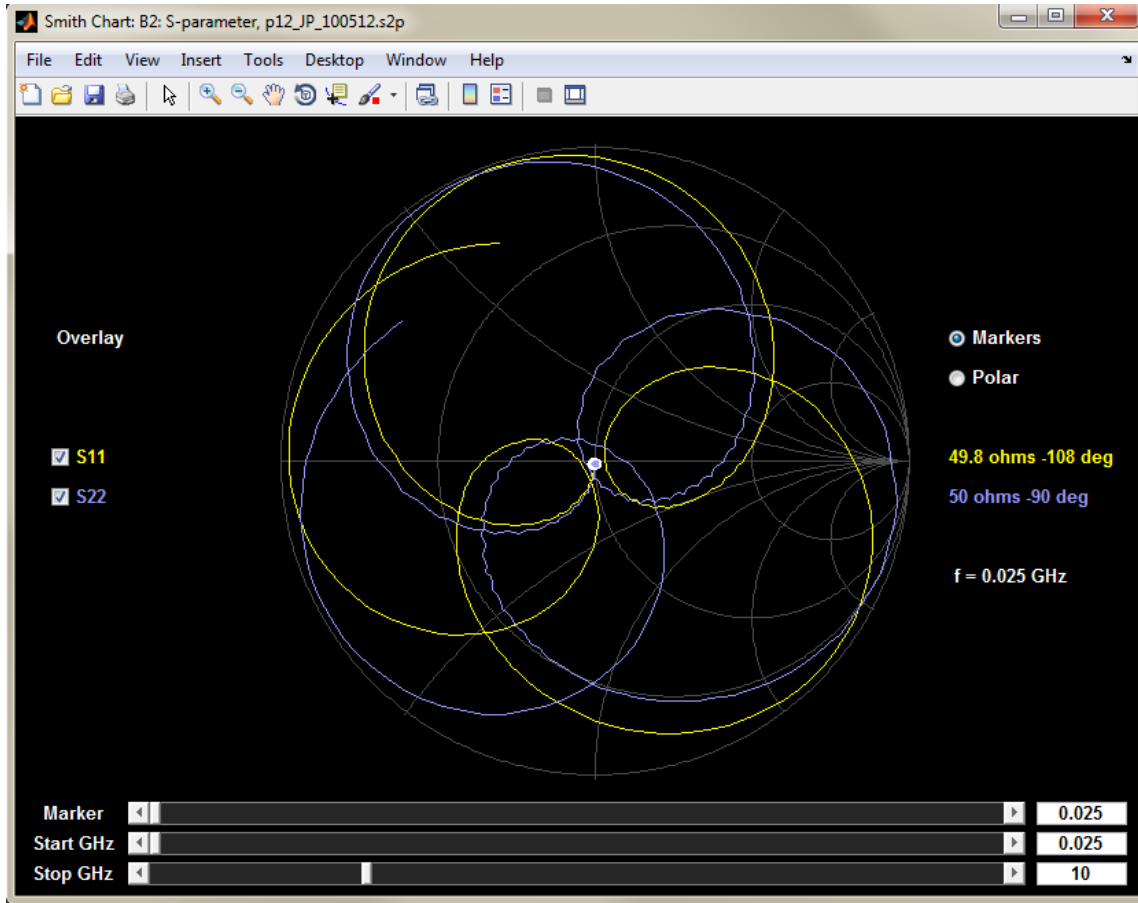 Smith Chart: B2: S-parameter, p12_JP_100512.s2p
File Edit View Insert Tools Desktop Window Help
Overlay
Markers
Polar
S11
49.8 ohms -108 deg
S22
50 ohms -90 deg
f = 0.025 GHz
Marker 0.025
Start GHz 0.025
Stop GHz 10